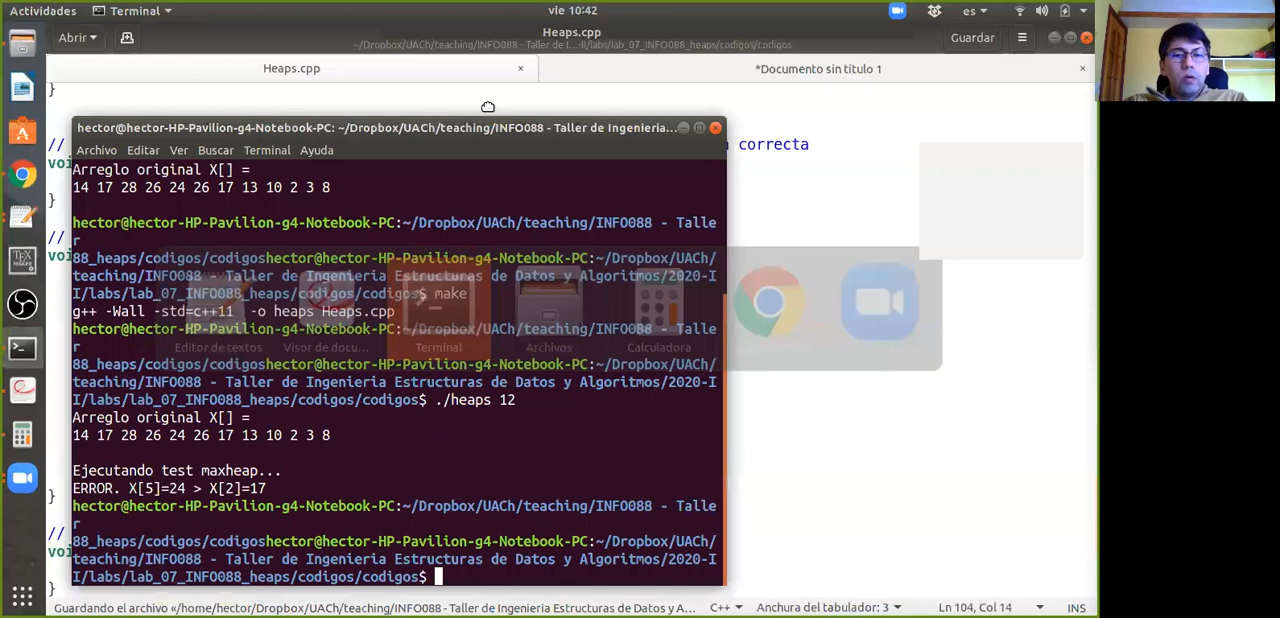 Actividades
Terminal
vie 10:42
es
Abrir
Heaps.cpp
~/Dropbox/UACh/teaching/INFO088 - Taller de I...II/labs/lab_07_INFO088_heaps/codigos/codigos
Guardar
Heaps.cpp
*Documento sin título 1
}
hector@hector-HP-Pavilion-g4-Notebook-PC: ~/Dropbox/UACh/teaching/INFO088 - Taller de Ingenieria...
// correcta
Archivo Editar Ver Buscar Terminal Ayuda
voi
Arreglo original X[] =
14 17 28 26 24 26 17 13 10 2 3 8
}
hector@hector-HP-Pavilion-g4-Notebook-PC:~/Dropbox/UACh/teaching/INFO088 - Talle
r
//
voi
88_heaps/codigos/codigoshector@hector-HP-Pavilion-g4-Notebook-PC:~/Dropbox/UACh/
teaching/INFO088 - Taller de Ingenieria Estructuras de Datos y Algoritmos/2020-I
I/labs/lab_07_INFO088_heaps/codigos/codigos$ make
g++ -Wall -std=c++11 -o heaps Heaps.cpp
hector@hector-HP-Pavilion-g4-Notebook-PC:~/Dropbox/UACh/teaching/INFO088 - Talle
r
Editor de textos
Visor de docu...
Terminal
Archivos
Calculadora
88_heaps/codigos/codigoshector@hector-HP-Pavilion-g4-Notebook-PC:~/Dropbox/UACh/
teaching/INFO088 - Taller de Ingenieria Estructuras de Datos y Algoritmos/2020-I
I/labs/lab_07_INFO088_heaps/codigos/codigos$ ./heaps 12
Arreglo original X[] =
14 17 28 26 24 26 17 13 10 2 3 8
Ejecutando test maxheap...
ERROR. X[5]=24 > X[2]=17
}
hector@hector-HP-Pavilion-g4-Notebook-PC:~/Dropbox/UACh/teaching/INFO088 - Talle
r
//
voi
88_heaps/codigos/codigoshector@hector-HP-Pavilion-g4-Notebook-PC:~/Dropbox/UACh/
teaching/INFO088 - Taller de Ingenieria Estructuras de Datos y Algoritmos/2020-I
I/labs/lab_07_INFO088_heaps/codigos/codigos$
}
Guardando el archivo «/home/hector/Dropbox/UACh/teaching/INFO088 - Taller de Ingenieria Estructuras de Datos y A...
C++
Anchura del tabulador: 3
Ln 104, Col 14
INS